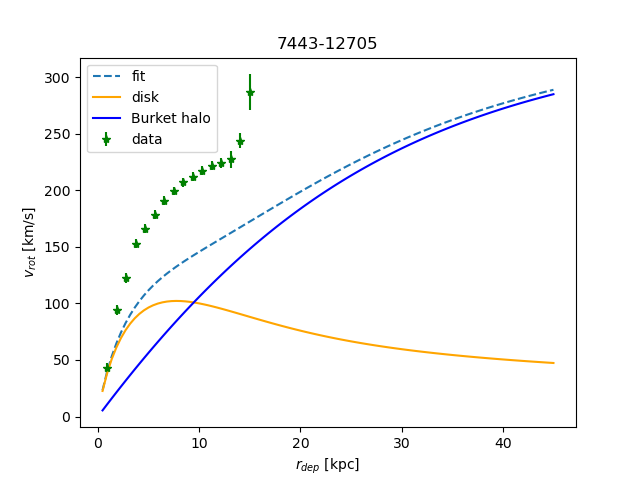 7443-12705
fit
disk
Burket halo
data
300
250
200
150
100
50
0
v_rot [km/s]
0 10 20 30 40
r_dep [kpc]